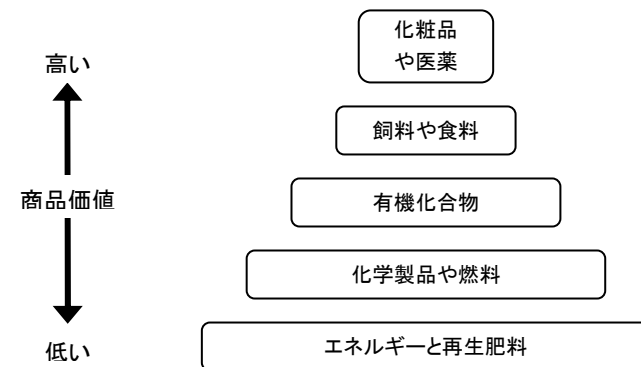 化粧品
や医薬
高い
飼料や食料
商品価値
有機化合物
化学製品や燃料
エネルギーと再生肥料
低い